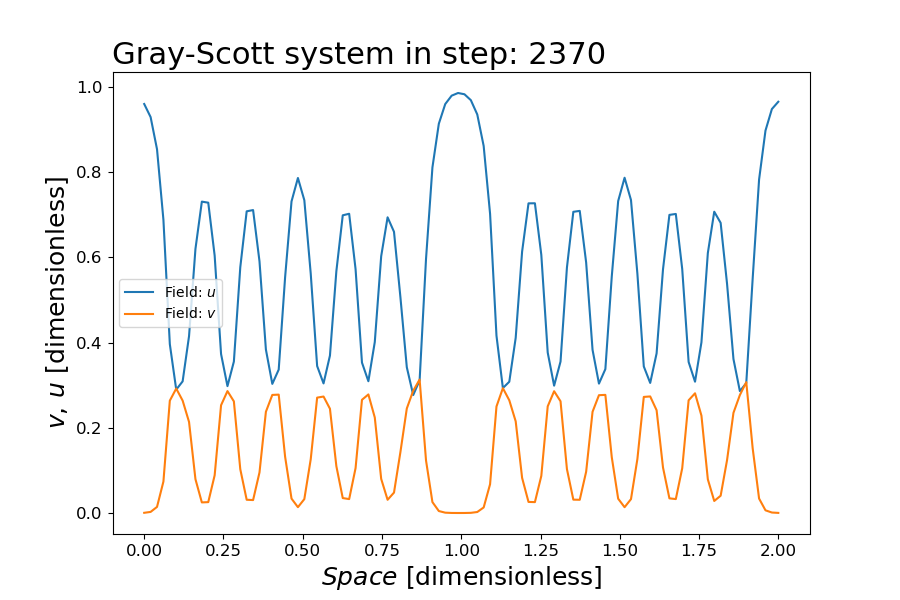 Gray-Scott system in step: 2370
1.0
0.8
0.6
0.4
0.2
0.0
v, u [dimensionless]
Field: u
Field: v
0.00 0.25 0.50 0.75 1.00 1.25 1.50 1.75 2.00
Space [dimensionless]